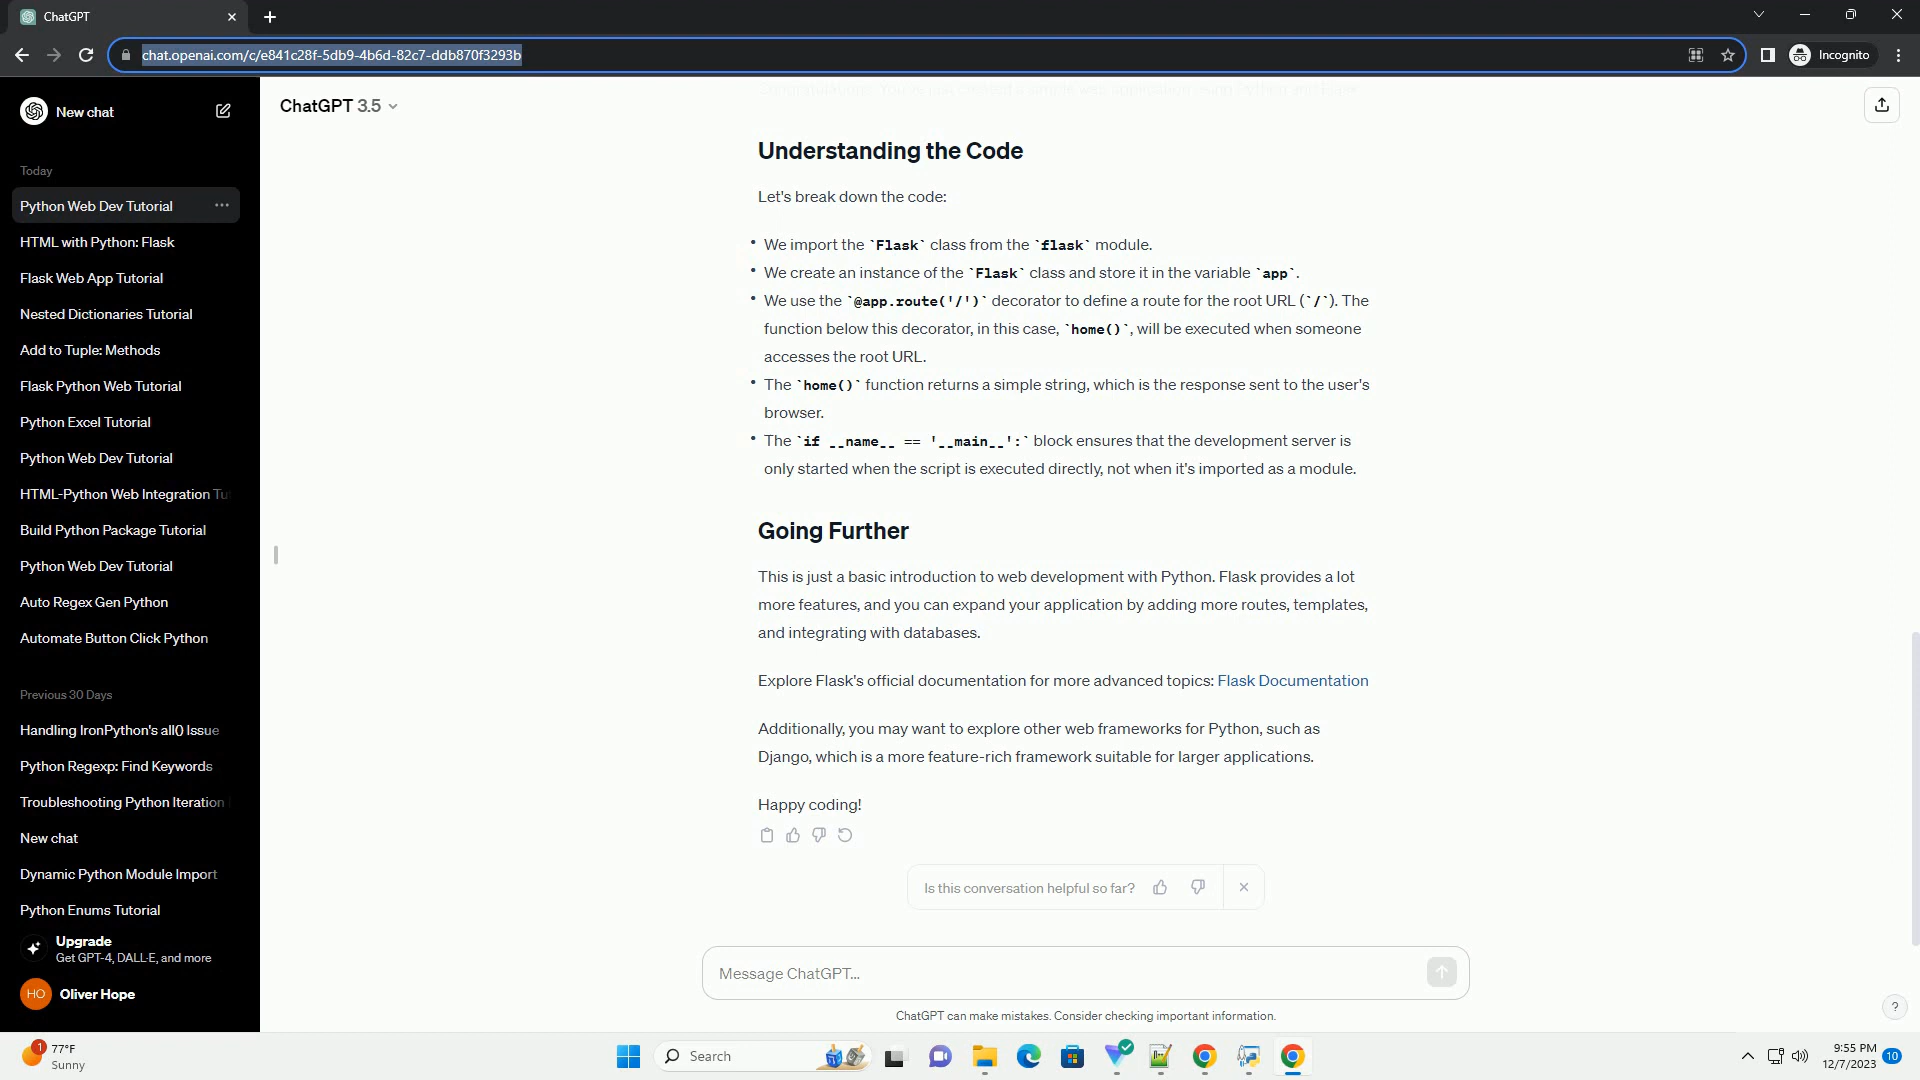 ChatGPT
chat.openai.com/c/e841c28f-5db9-4b6d-82c7-ddb870f3293b
Incognito
New chat
Today
Python Web Dev Tutorial
HTML with Python: Flask
Flask Web App Tutorial
Nested Dictionaries Tutorial
Add to Tuple: Methods
Flask Python Web Tutorial
Python Excel Tutorial
Python Web Dev Tutorial
HTML-Python Web Integration Tu
Build Python Package Tutorial
Python Web Dev Tutorial
Auto Regex Gen Python
Automate Button Click Python
Previous 30 Days
Handling IronPython's all() Issue
Python Regexp: Find Keywords
Troubleshooting Python Iteration
New chat
Dynamic Python Module Import
Python Enums Tutorial
Upgrade
Get GPT-4, DALL·E, and more
HO Oliver Hope
ChatGPT 3.5
Congratulations! You've just created a simple web application using Python and Flask.
Understanding the Code
Let's break down the code:
• We import the `Flask` class from the `flask` module.
• We create an instance of the `Flask` class and store it in the variable `app`.
• We use the `@app.route('/')` decorator to define a route for the root URL (`/`). The
function below this decorator, in this case, `home()`, will be executed when someone
accesses the root URL.
• The `home()` function returns a simple string, which is the response sent to the user's
browser.
• The `if __name__ == '__main__':` block ensures that the development server is
only started when the script is executed directly, not when it's imported as a module.
Going Further
This is just a basic introduction to web development with Python. Flask provides a lot
more features, and you can expand your application by adding more routes, templates,
and integrating with databases.
Explore Flask's official documentation for more advanced topics: Flask Documentation
Additionally, you may want to explore other web frameworks for Python, such as
Django, which is a more feature-rich framework suitable for larger applications.
Happy coding!
Is this conversation helpful so far?
Message ChatGPT...
ChatGPT can make mistakes. Consider checking important information.
?
1
77°F
Sunny
Search
9:55 PM
12/7/2023
10